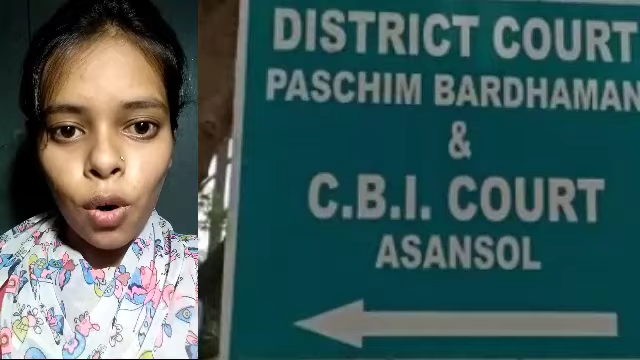 DISTRICT COURT
PASCHIM BARDHAMAN
&
C.B.I. COURT
ASANSOL